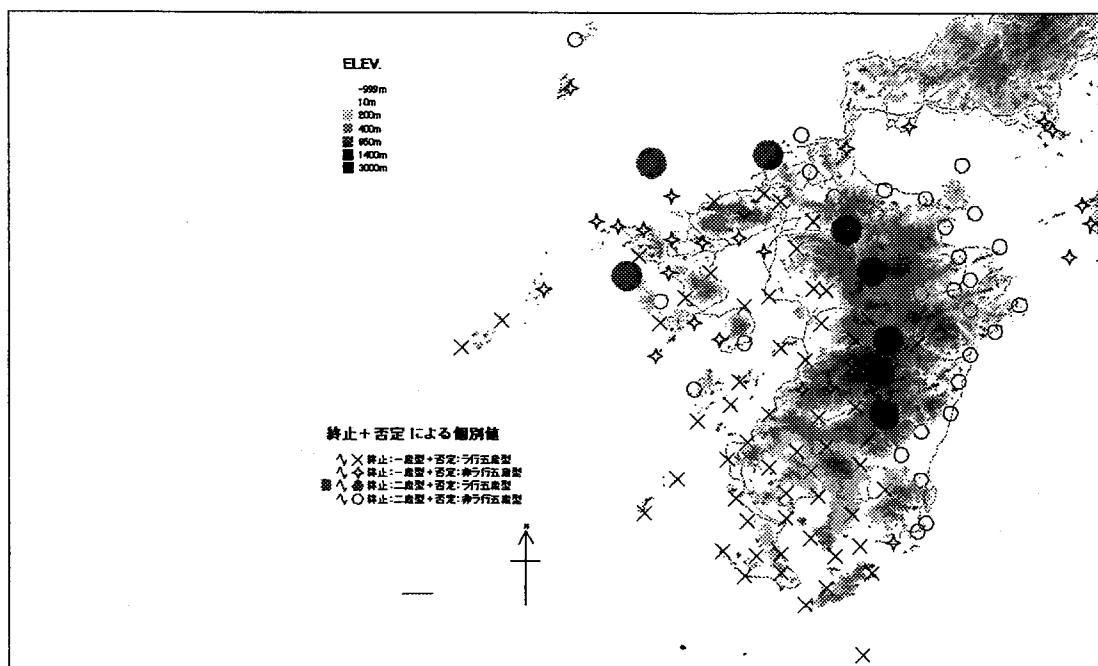 ELEV.
-999m
10m
200m
400m
950m
1400m
3000m
終止+否定による個別値
終止:一段型+否定:ラ行五段型
終止:一段型+否定:非ラ行五段型
終止:二段型+否定:ラ行五段型
終止:二段型+否定:非ラ行五段型